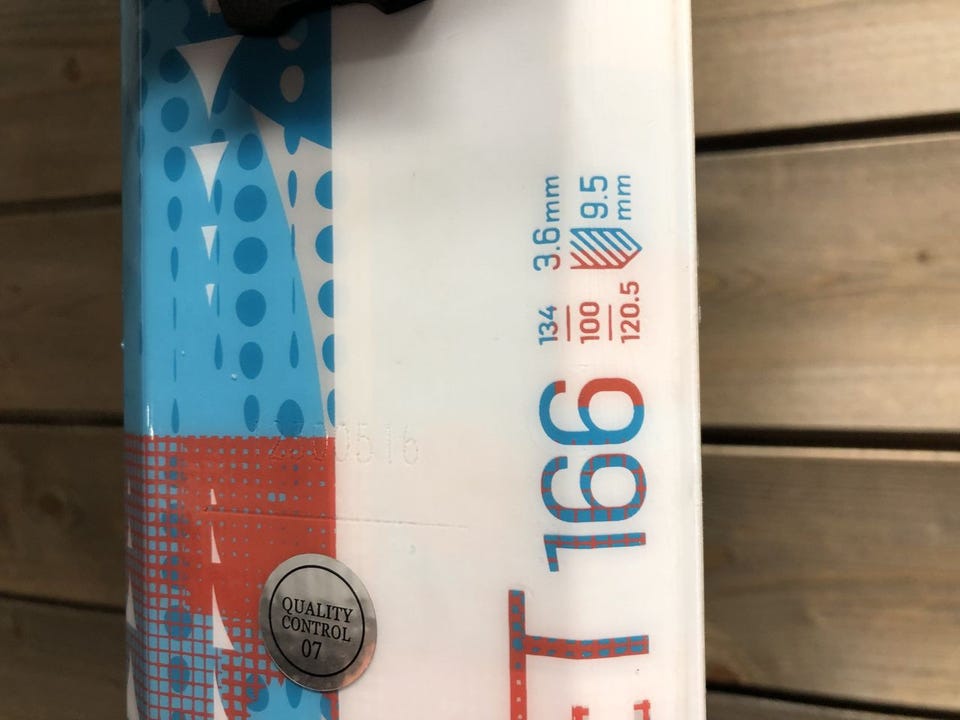 166
134
100
120.5
3.6mm
9.5
mm
QUALITY
CONTROL
07